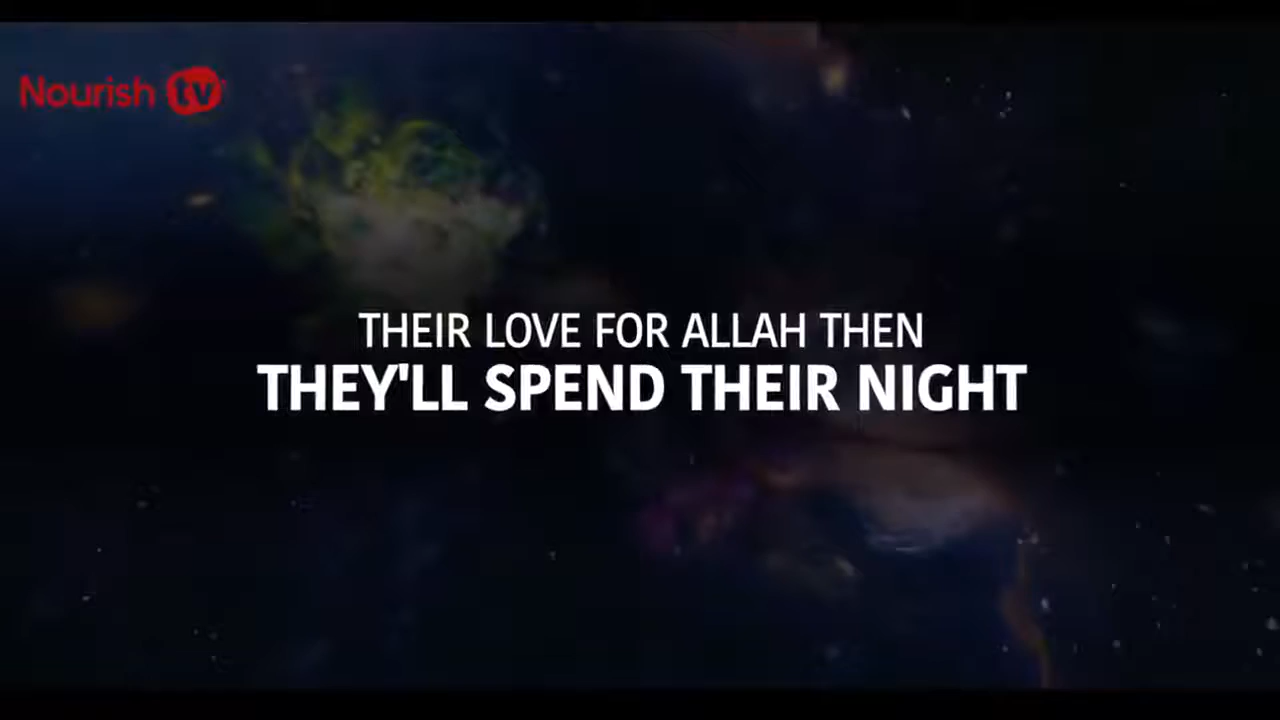 Nourish tv
THEIR LOVE FOR ALLAH THEN
THEY'LL SPEND THEIR NIGHT